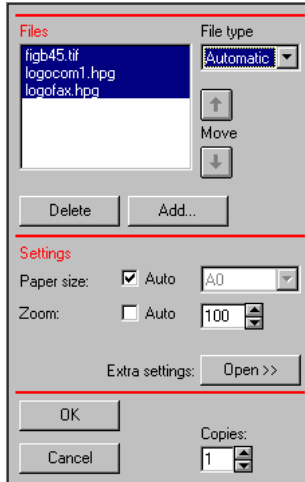 Files
File type
figb45.tif
logocom1.hpg
logofax.hpg
Automatic
Move
Delete
Add...
Settings
Paper size:
Auto
A0
Zoom:
Auto
100
Extra settings:
Open >>
OK
Copies:
Cancel
1